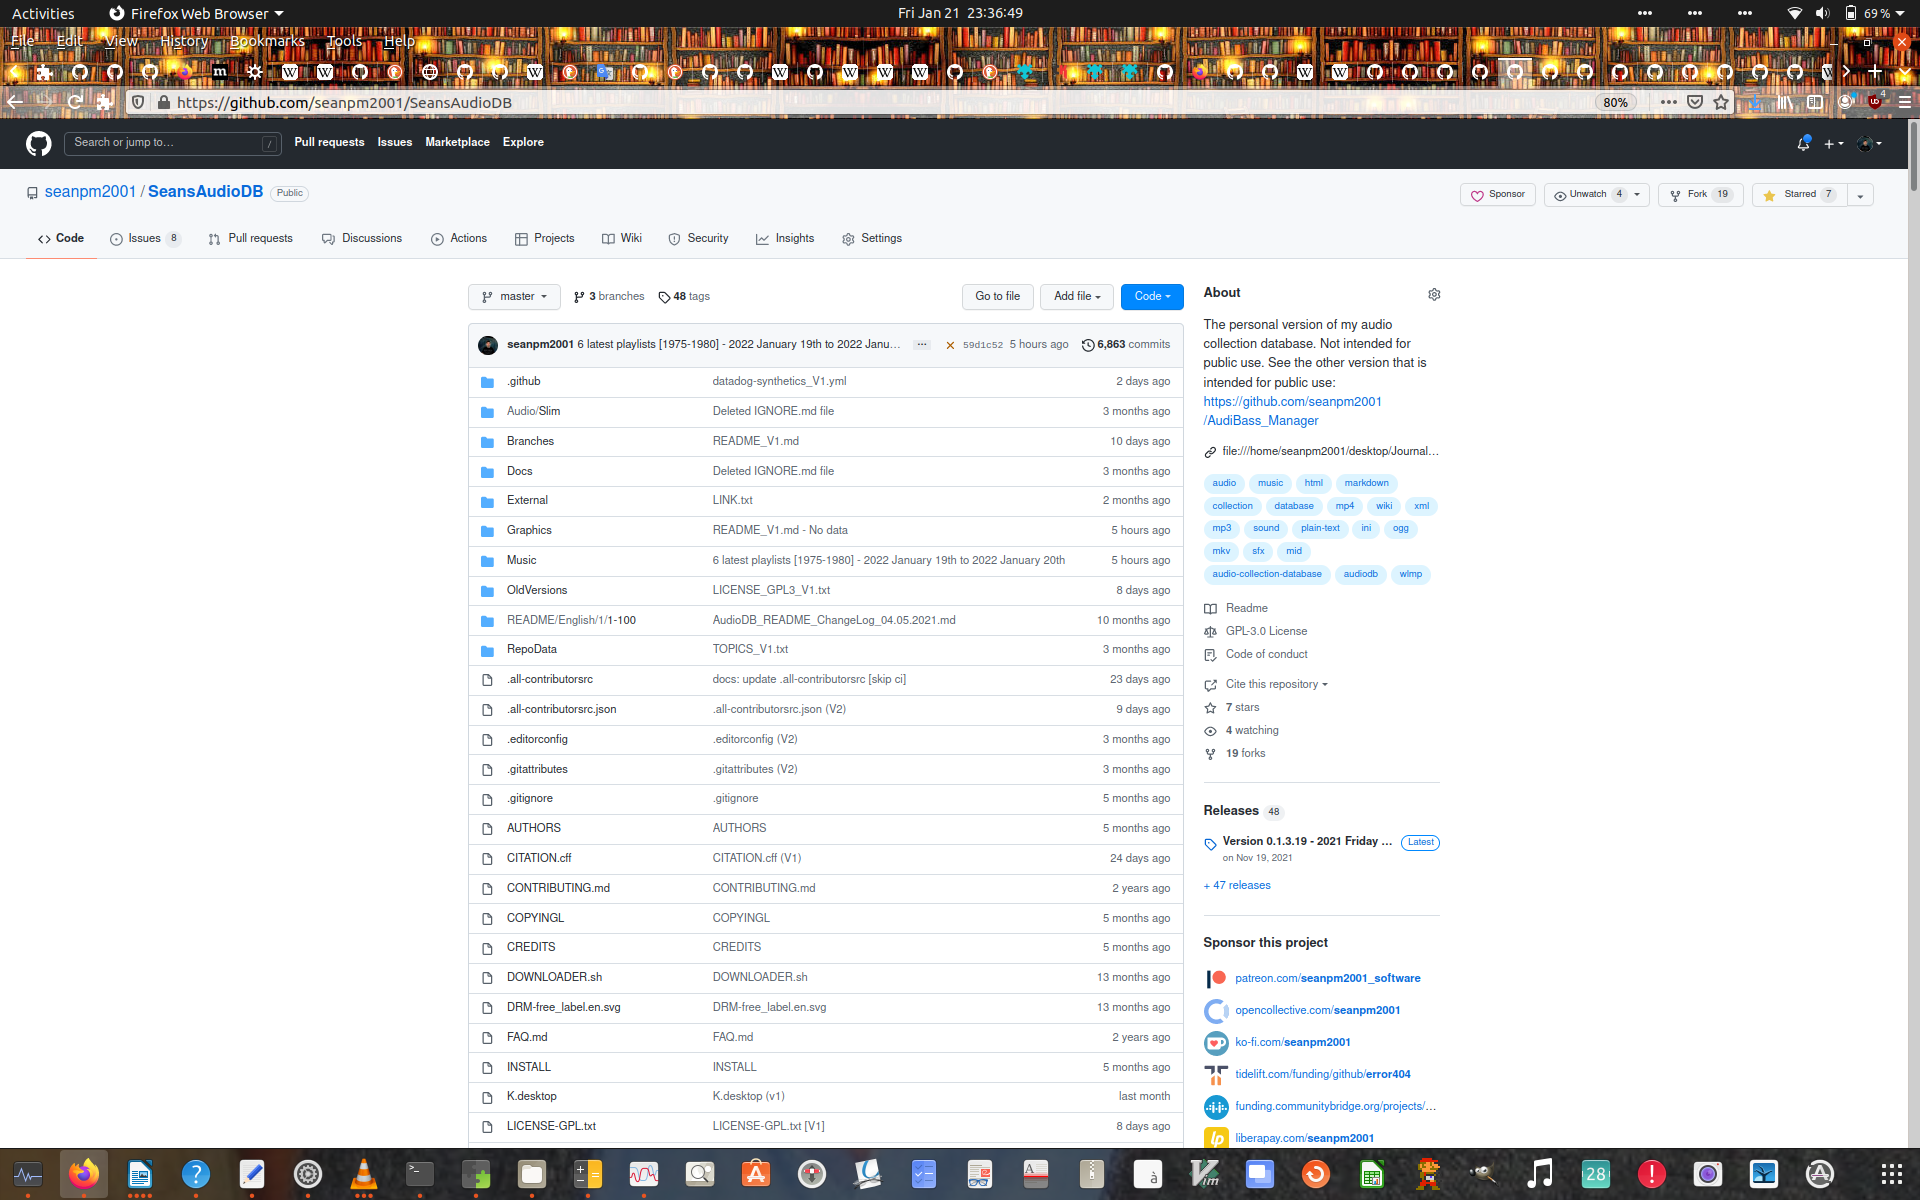 Activities Firefox Web Browser Fri Jan 21 23:36:49 69 %
File Edit View History Bookmarks Tools Help
https://github.com/seanpm2001/SeansAudioDB 80% 4
Search or jump to… / Pull requests Issues Marketplace Explore
seanpm2001 / SeansAudioDB Public Sponsor Unwatch 4 Fork 19 Starred 7
Code Issues 8 Pull requests Discussions Actions Projects Wiki Security Insights Settings
master 3 branches 48 tags Go to file Add file Code
seanpm2001 6 latest playlists [1975-1980] - 2022 January 19th to 2022 Janu… ... 59d1c52 5 hours ago 6,863 commits
.github datadog-synthetics_V1.yml 2 days ago
Audio/Slim Deleted IGNORE.md file 3 months ago
Branches README_V1.md 10 days ago
Docs Deleted IGNORE.md file 3 months ago
External LINK.txt 2 months ago
Graphics README_V1.md - No data 5 hours ago
Music 6 latest playlists [1975-1980] - 2022 January 19th to 2022 January 20th 5 hours ago
OldVersions LICENSE_GPL3_V1.txt 8 days ago
README/English/1/1-100 AudioDB_README_ChangeLog_04.05.2021.md 10 months ago
RepoData TOPICS_V1.txt 3 months ago
.all-contributorsrc docs: update .all-contributorsrc [skip ci] 23 days ago
.all-contributorsrc.json .all-contributorsrc.json (V2) 9 days ago
.editorconfig .editorconfig (V2) 3 months ago
.gitattributes .gitattributes (V2) 3 months ago
.gitignore .gitignore 5 months ago
AUTHORS AUTHORS 5 months ago
CITATION.cff CITATION.cff (V1) 24 days ago
CONTRIBUTING.md CONTRIBUTING.md 2 years ago
COPYINGL COPYINGL 5 months ago
CREDITS CREDITS 5 months ago
DOWNLOADER.sh DOWNLOADER.sh 13 months ago
DRM-free_label.en.svg DRM-free_label.en.svg 13 months ago
FAQ.md FAQ.md 2 years ago
INSTALL INSTALL 5 months ago
K.desktop K.desktop (v1) last month
LICENSE-GPL.txt LICENSE-GPL.txt [V1] 8 days ago
About
The personal version of my audio
collection database. Not intended for
public use. See the other version that is
intended for public use:
https://github.com/seanpm2001
/AudiBass_Manager
file:///home/seanpm2001/desktop/Journal…
audio music html markdown
collection database mp4 wiki xml
mp3 sound plain-text ini ogg
mkv sfx mid
audio-collection-database audiodb wlmp
Readme
GPL-3.0 License
Code of conduct
Cite this repository
7 stars
4 watching
19 forks
Releases 48
Version 0.1.3.19 - 2021 Friday … Latest
on Nov 19, 2021
+ 47 releases
Sponsor this project
patreon.com/seanpm2001_software
opencollective.com/seanpm2001
ko-fi.com/seanpm2001
tidelift.com/funding/github/error404
funding.communitybridge.org/projects/…
liberapay.com/seanpm2001
28